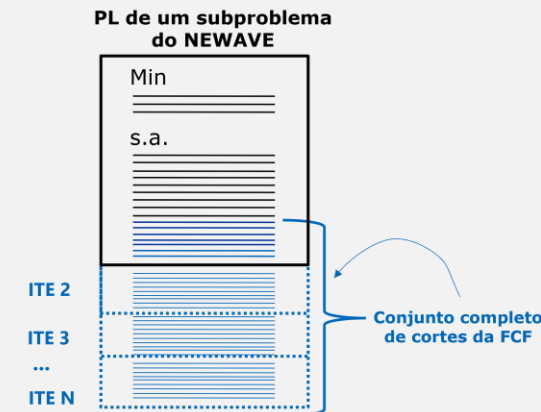 PL de um subproblema
do NEWAVE
Min
s.a.
ITE 2
ITE 3
...
ITE N
Conjunto completo
de cortes da FCF